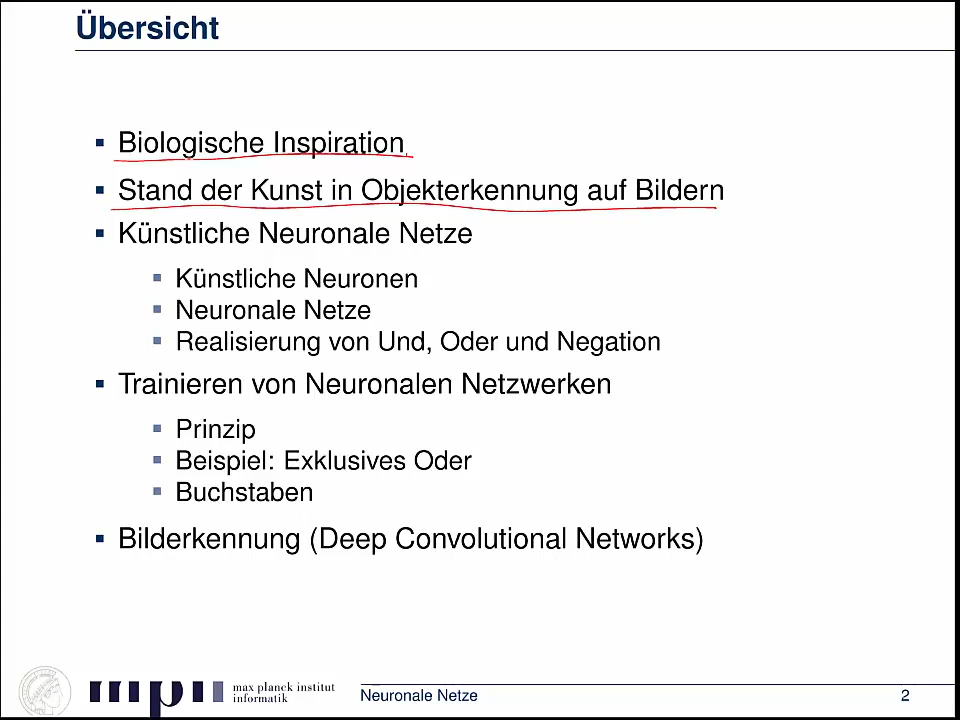 Übersicht
Biologische Inspiration
Stand der Kunst in Objekterkennung auf Bildern
Künstliche Neuronale Netze
Künstliche Neuronen
Neuronale Netze
Realisierung von Und, Oder und Negation
Trainieren von Neuronalen Netzwerken
Prinzip
Beispiel: Exklusives Oder
Buchstaben
Bilderkennung (Deep Convolutional Networks)
mpi
max planck institut
informatik
Neuronale Netze
2